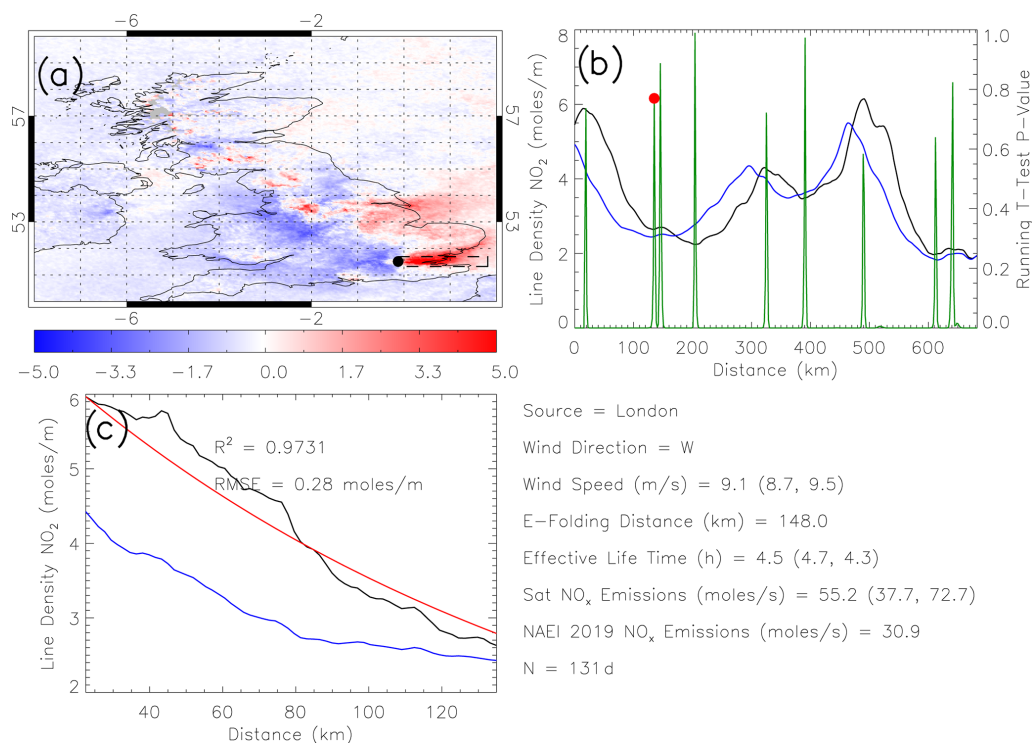 −6 −2
(a)
57 57
53 53
−6 −2
−5.0 −3.3 −1.7 0.0 1.7 3.3 5.0
(b)
Line Density NO₂ (moles/m)
8
6
4
2
0
1.0
0.8
0.6
0.4
0.2
0.0
Running T−Test P−Value
0 100 200 300 400 500 600
Distance (km)
(c)
Line Density NO₂ (moles/m)
6
5
4
3
2
R² = 0.9731
RMSE = 0.28 moles/m
40 60 80 100 120
Distance (km)
Source = London
Wind Direction = W
Wind Speed (m/s) = 9.1 (8.7, 9.5)
E−Folding Distance (km) = 148.0
Effective Life Time (h) = 4.5 (4.7, 4.3)
Sat NOₓ Emissions (moles/s) = 55.2 (37.7, 72.7)
NAEI 2019 NOₓ Emissions (moles/s) = 30.9
N = 131d